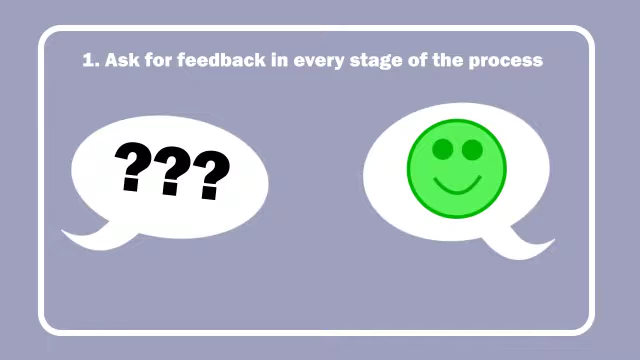 1. Ask for feedback in every stage of the process
???